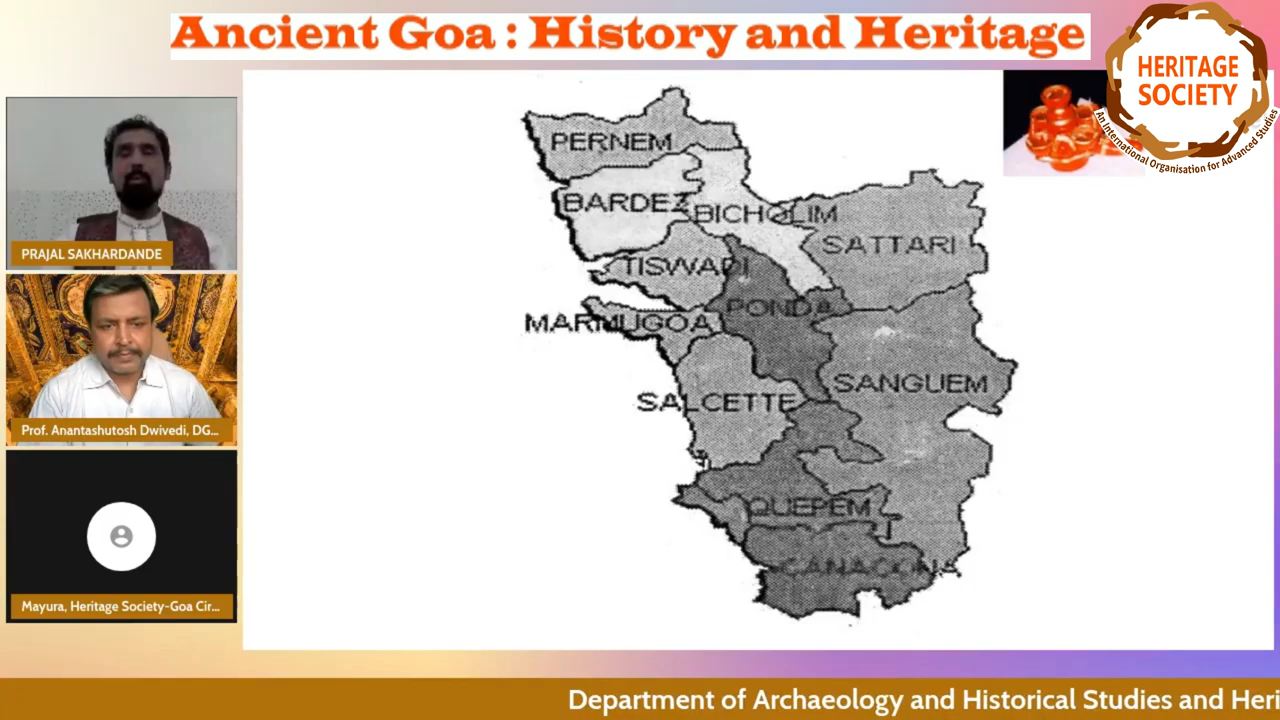 Ancient Goa : History and Heritage
HERITAGE
SOCIETY
An International Organisation for Advanced Studies
PRAJAL SAKHARDANDE
Prof. Anantashutosh Dwivedi, DG...
Mayura, Heritage Society-Goa Cir...
PERNEM
BARDEZ
BICHOLIM
SATTARI
TISWADI
PONDA
MARMUGOA
SANGUEM
SALCETTE
QUEPEM
CANACONA
Department of Archaeology and Historical Studies and Heri